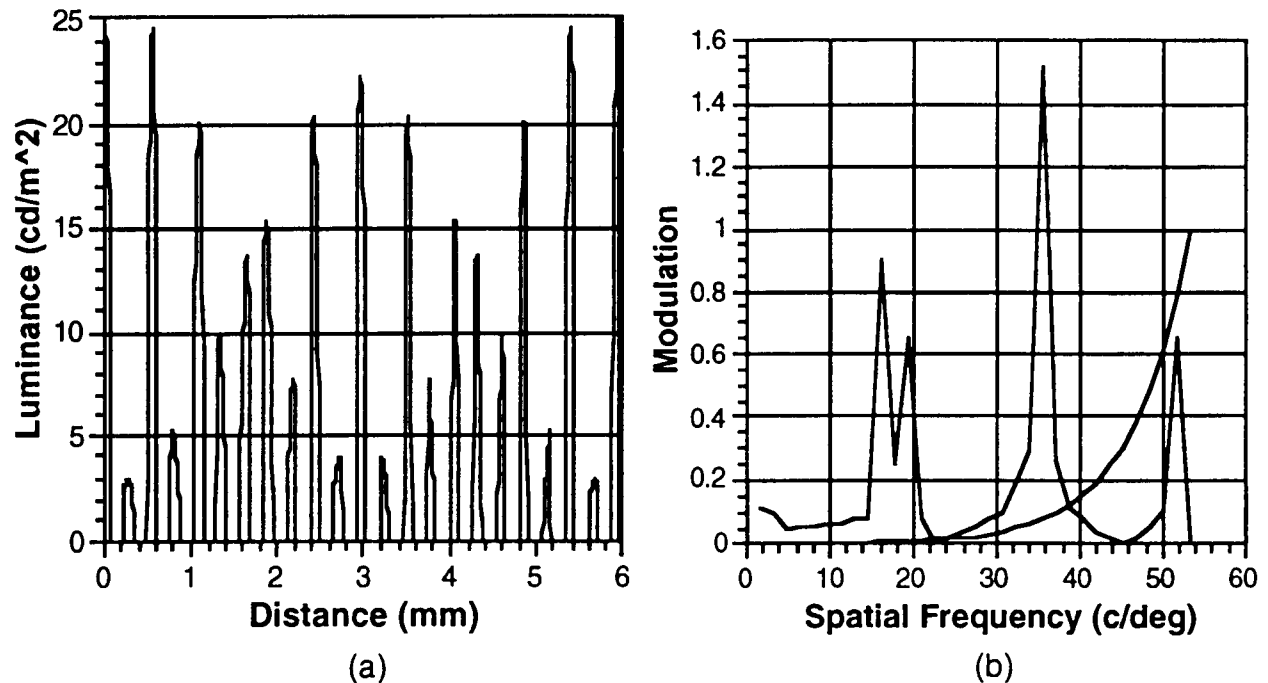 25
20
15
10
5
0
Luminance (cd/m^2)
0 1 2 3 4 5 6
Distance (mm)
(a)
1.6
1.4
1.2
1
0.8
0.6
0.4
0.2
0
Modulation
0 10 20 30 40 50 60
Spatial Frequency (c/deg)
(b)